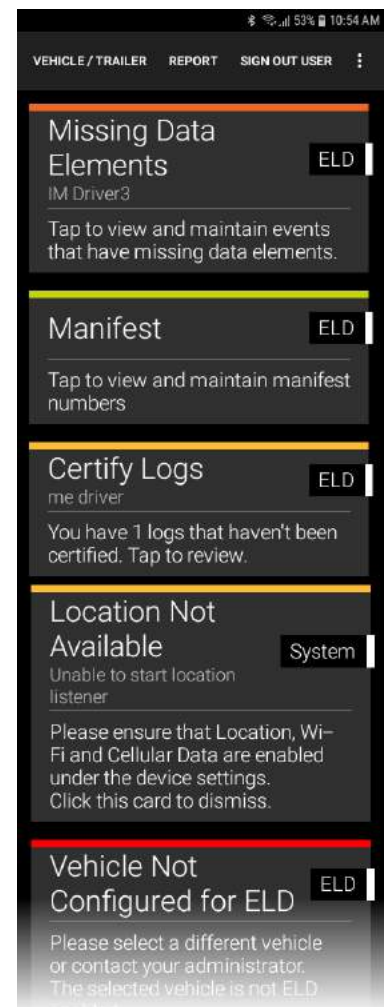 53% 10:54 AM
VEHICLE / TRAILER REPORT SIGN OUT USER
Missing Data
Elements
ELD
IM Driver3
Tap to view and maintain events
that have missing data elements.
Manifest
ELD
Tap to view and maintain manifest
numbers
Certify Logs
ELD
me driver
You have 1 logs that haven't been
certified. Tap to review.
Location Not
Available
System
Unable to start location
listener
Please ensure that Location, Wi–
Fi and Cellular Data are enabled
under the device settings.
Click this card to dismiss.
Vehicle Not
Configured for ELD
ELD
Please select a different vehicle
or contact your administrator.
The selected vehicle is not ELD